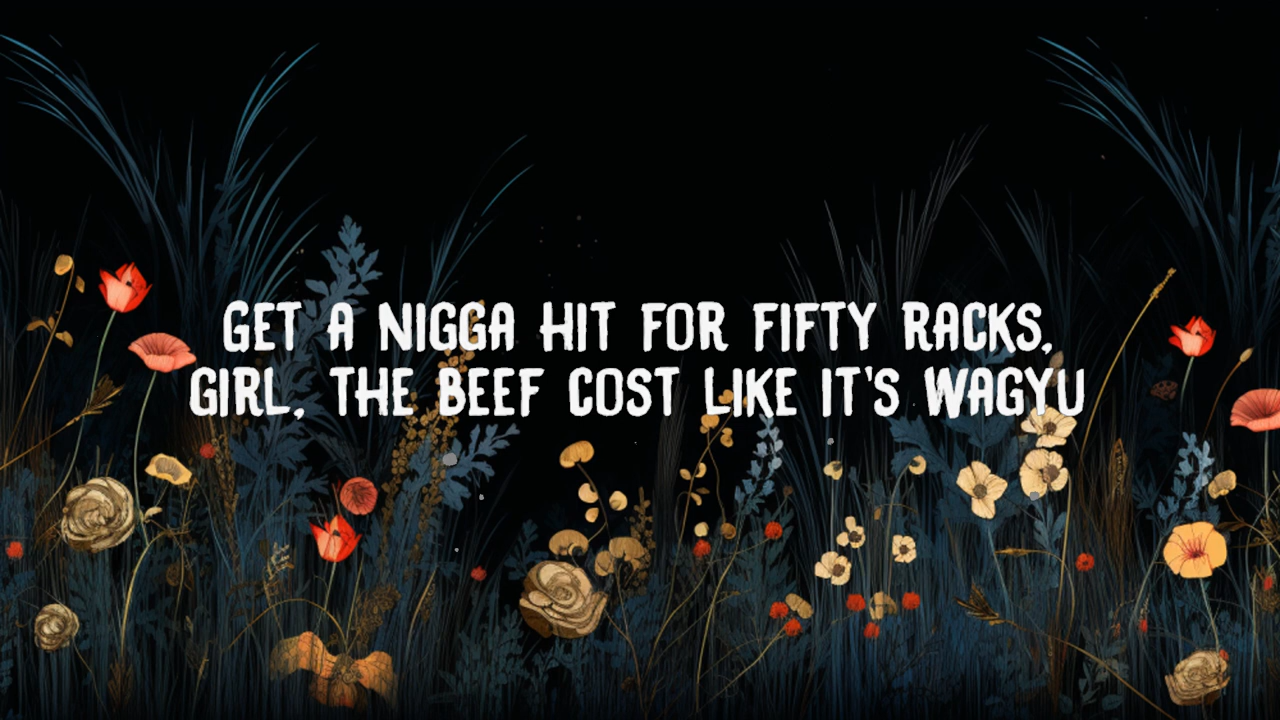 GET A NIGGA HIT FOR FIFTY RACKS,
GIRL, THE BEEF COST LIKE IT'S WAGYU